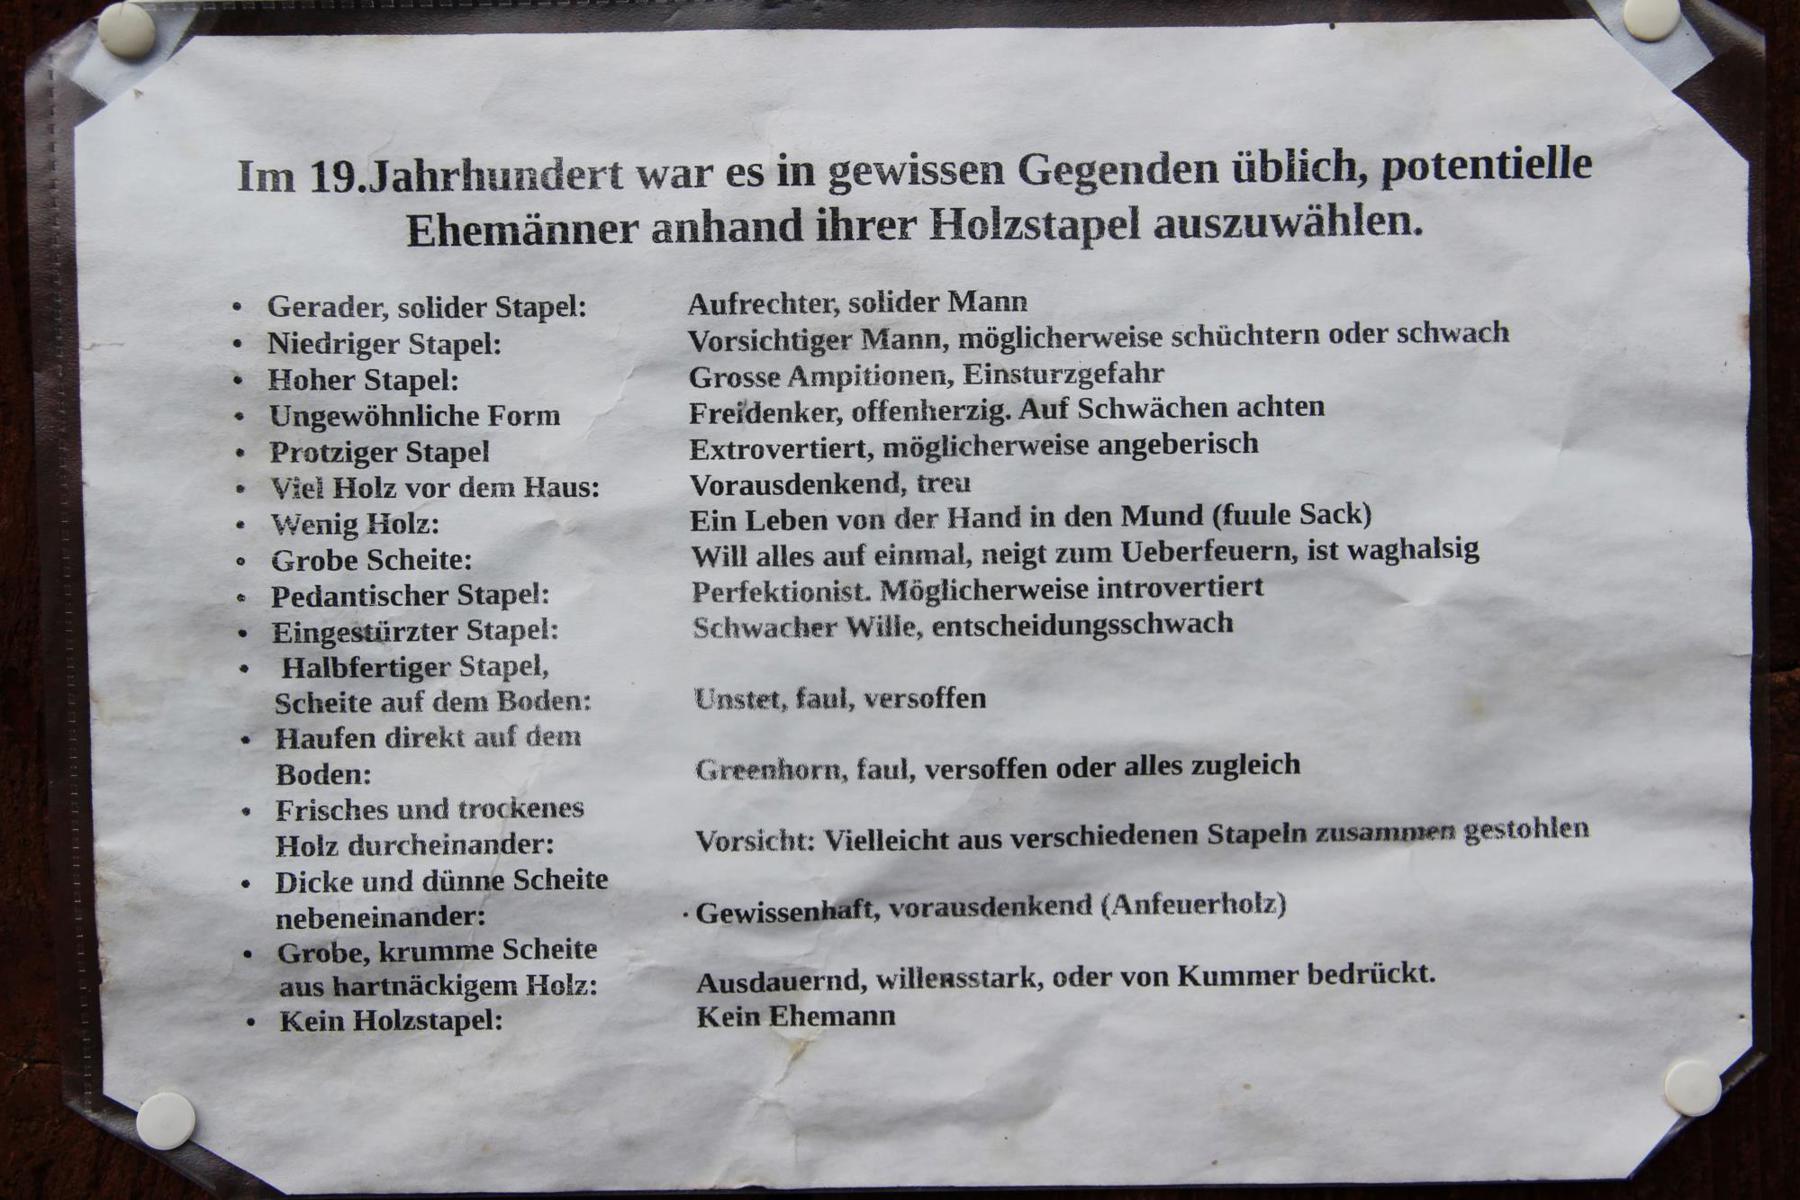 Im 19.Jahrhundert war es in gewissen Gegenden üblich, potentielle
Ehemänner anhand ihrer Holzstapel auszuwählen.
• Gerader, solider Stapel: Aufrechter, solider Mann
• Niedriger Stapel: Vorsichtiger Mann, möglicherweise schüchtern oder schwach
• Hoher Stapel: Grosse Ampitionen, Einsturzgefahr
• Ungewöhnliche Form Freidenker, offenherzig. Auf Schwächen achten
• Protziger Stapel Extrovertiert, möglicherweise angeberisch
• Viel Holz vor dem Haus: Vorausdenkend, treu
• Wenig Holz: Ein Leben von der Hand in den Mund (fuule Sack)
• Grobe Scheite: Will alles auf einmal, neigt zum Ueberfeuern, ist waghalsig
• Pedantischer Stapel: Perfektionist. Möglicherweise introvertiert
• Eingestürzter Stapel: Schwacher Wille, entscheidungsschwach
• Halbfertiger Stapel,
Scheite auf dem Boden: Unstet, faul, versoffen
• Haufen direkt auf dem
Boden: Greenhorn, faul, versoffen oder alles zugleich
• Frisches und trockenes
Holz durcheinander: Vorsicht: Vielleicht aus verschiedenen Stapeln zusammen gestohlen
• Dicke und dünne Scheite
nebeneinander: Gewissenhaft, vorausdenkend (Anfeuerholz)
• Grobe, krumme Scheite
aus hartnäckigem Holz: Ausdauernd, willensstark, oder von Kummer bedrückt.
• Kein Holzstapel: Kein Ehemann